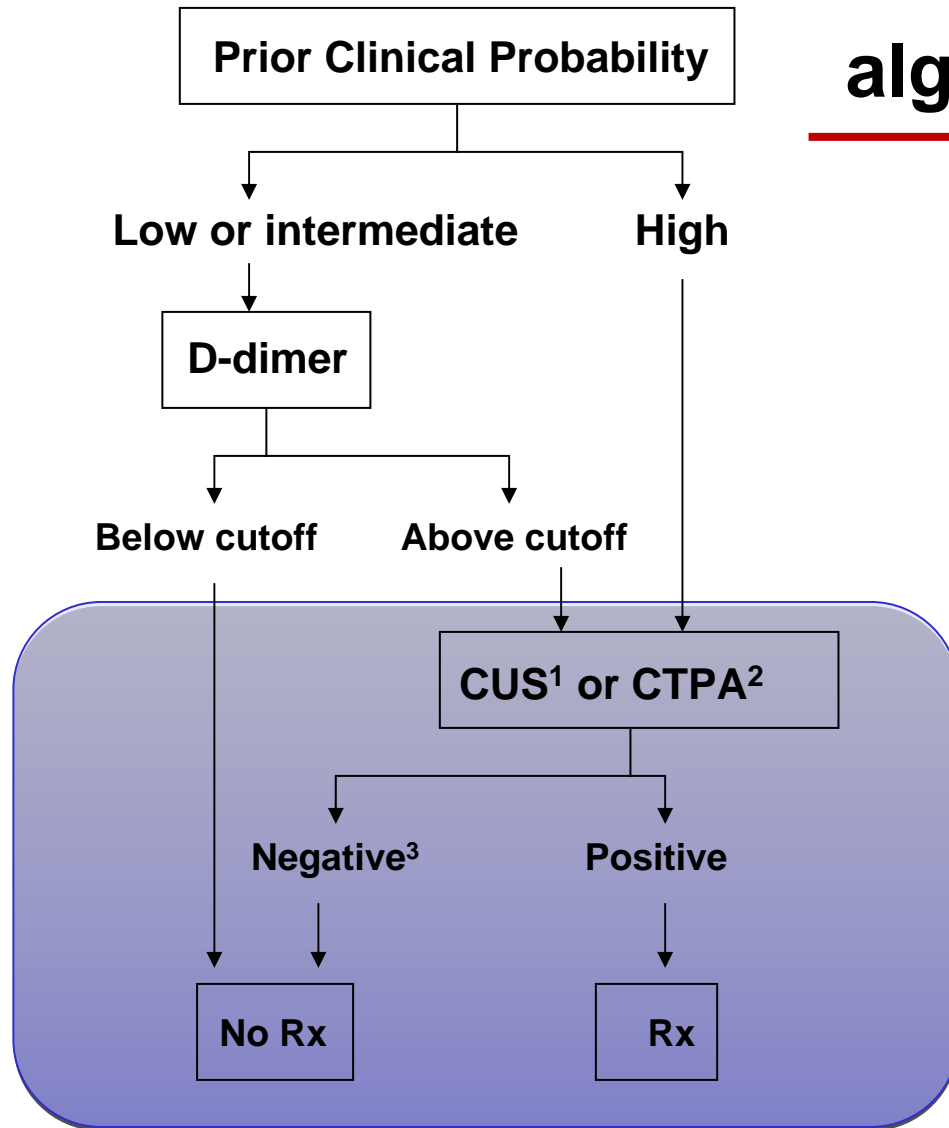 Prior Clinical Probability
alg
Low or intermediate
High
D-dimer
Below cutoff
Above cutoff
CUS¹ or CTPA²
Negative³
Positive
No Rx
Rx